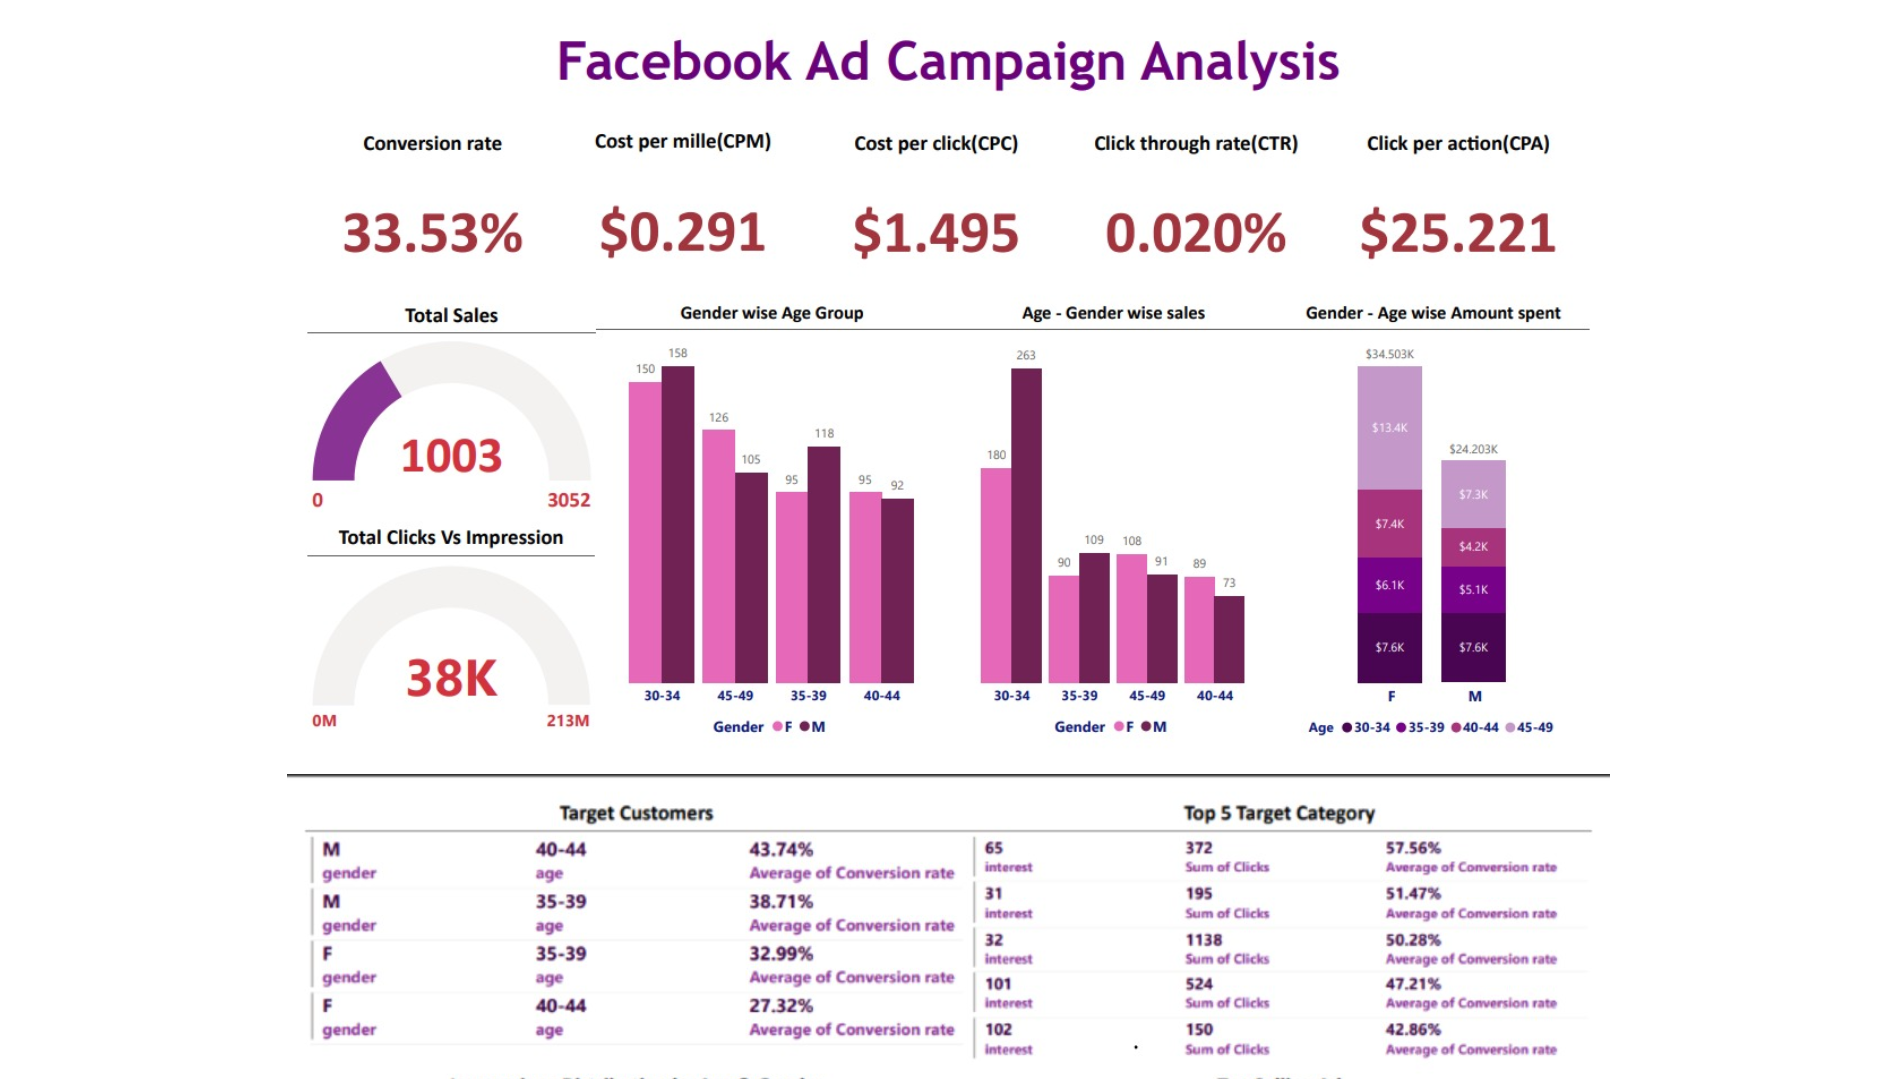 Facebook Ad Campaign Analysis
Conversion rate
Cost per mille(CPM)
Cost per click(CPC)
Click through rate(CTR)
Click per action(CPA)
33.53%
$0.291
$1.495
0.020%
$25.221
Total Sales
1003
0
3052
Total Clicks Vs Impression
38K
0M
213M
Gender wise Age Group
150
158
126
105
95
118
95
92
30-34
45-49
35-39
40-44
Gender F M
Age - Gender wise sales
180
263
90
109
108
91
89
73
30-34
35-39
45-49
40-44
Gender F M
Gender - Age wise Amount spent
$34.503K
$13.4K
$7.4K
$6.1K
$7.6K
$24.203K
$7.3K
$4.2K
$5.1K
$7.6K
F
M
Age 30-34 35-39 40-44 45-49
Target Customers
M 40-44 43.74%
gender age Average of Conversion rate
M 35-39 38.71%
gender age Average of Conversion rate
F 35-39 32.99%
gender age Average of Conversion rate
F 40-44 27.32%
gender age Average of Conversion rate
Top 5 Target Category
65 372 57.56%
interest Sum of Clicks Average of Conversion rate
31 195 51.47%
interest Sum of Clicks Average of Conversion rate
32 1138 50.28%
interest Sum of Clicks Average of Conversion rate
101 524 47.21%
interest Sum of Clicks Average of Conversion rate
102 150 42.86%
interest Sum of Clicks Average of Conversion rate